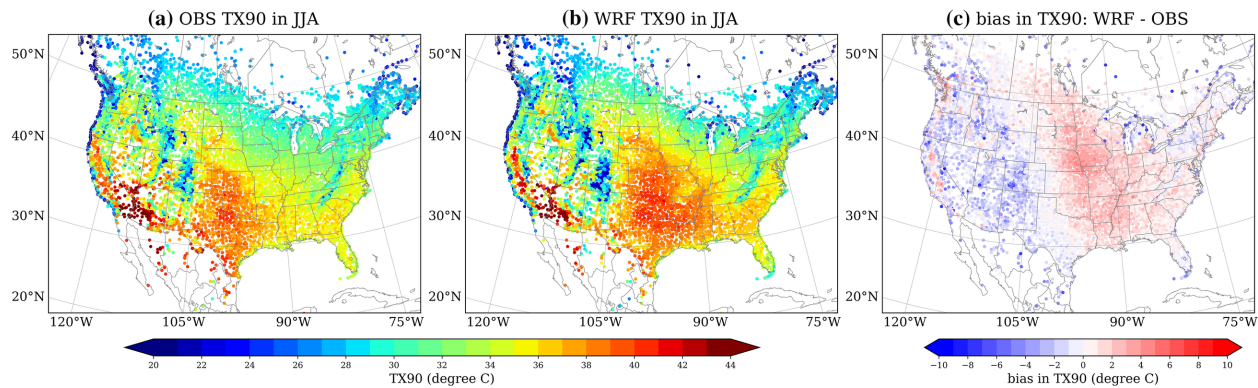 (a) OBS TX90 in JJA
(b) WRF TX90 in JJA
(c) bias in TX90: WRF - OBS
50°N
40°N
30°N
20°N
120°W 105°W 90°W 75°W
50°N
40°N
30°N
20°N
120°W 105°W 90°W 75°W
50°N
40°N
30°N
20°N
120°W 105°W 90°W 75°W
20 22 24 26 28 30 32 34 36 38 40 42 44
TX90 (degree C)
−10 −8 −6 −4 −2 0 2 4 6 8 10
bias in TX90 (degree C)